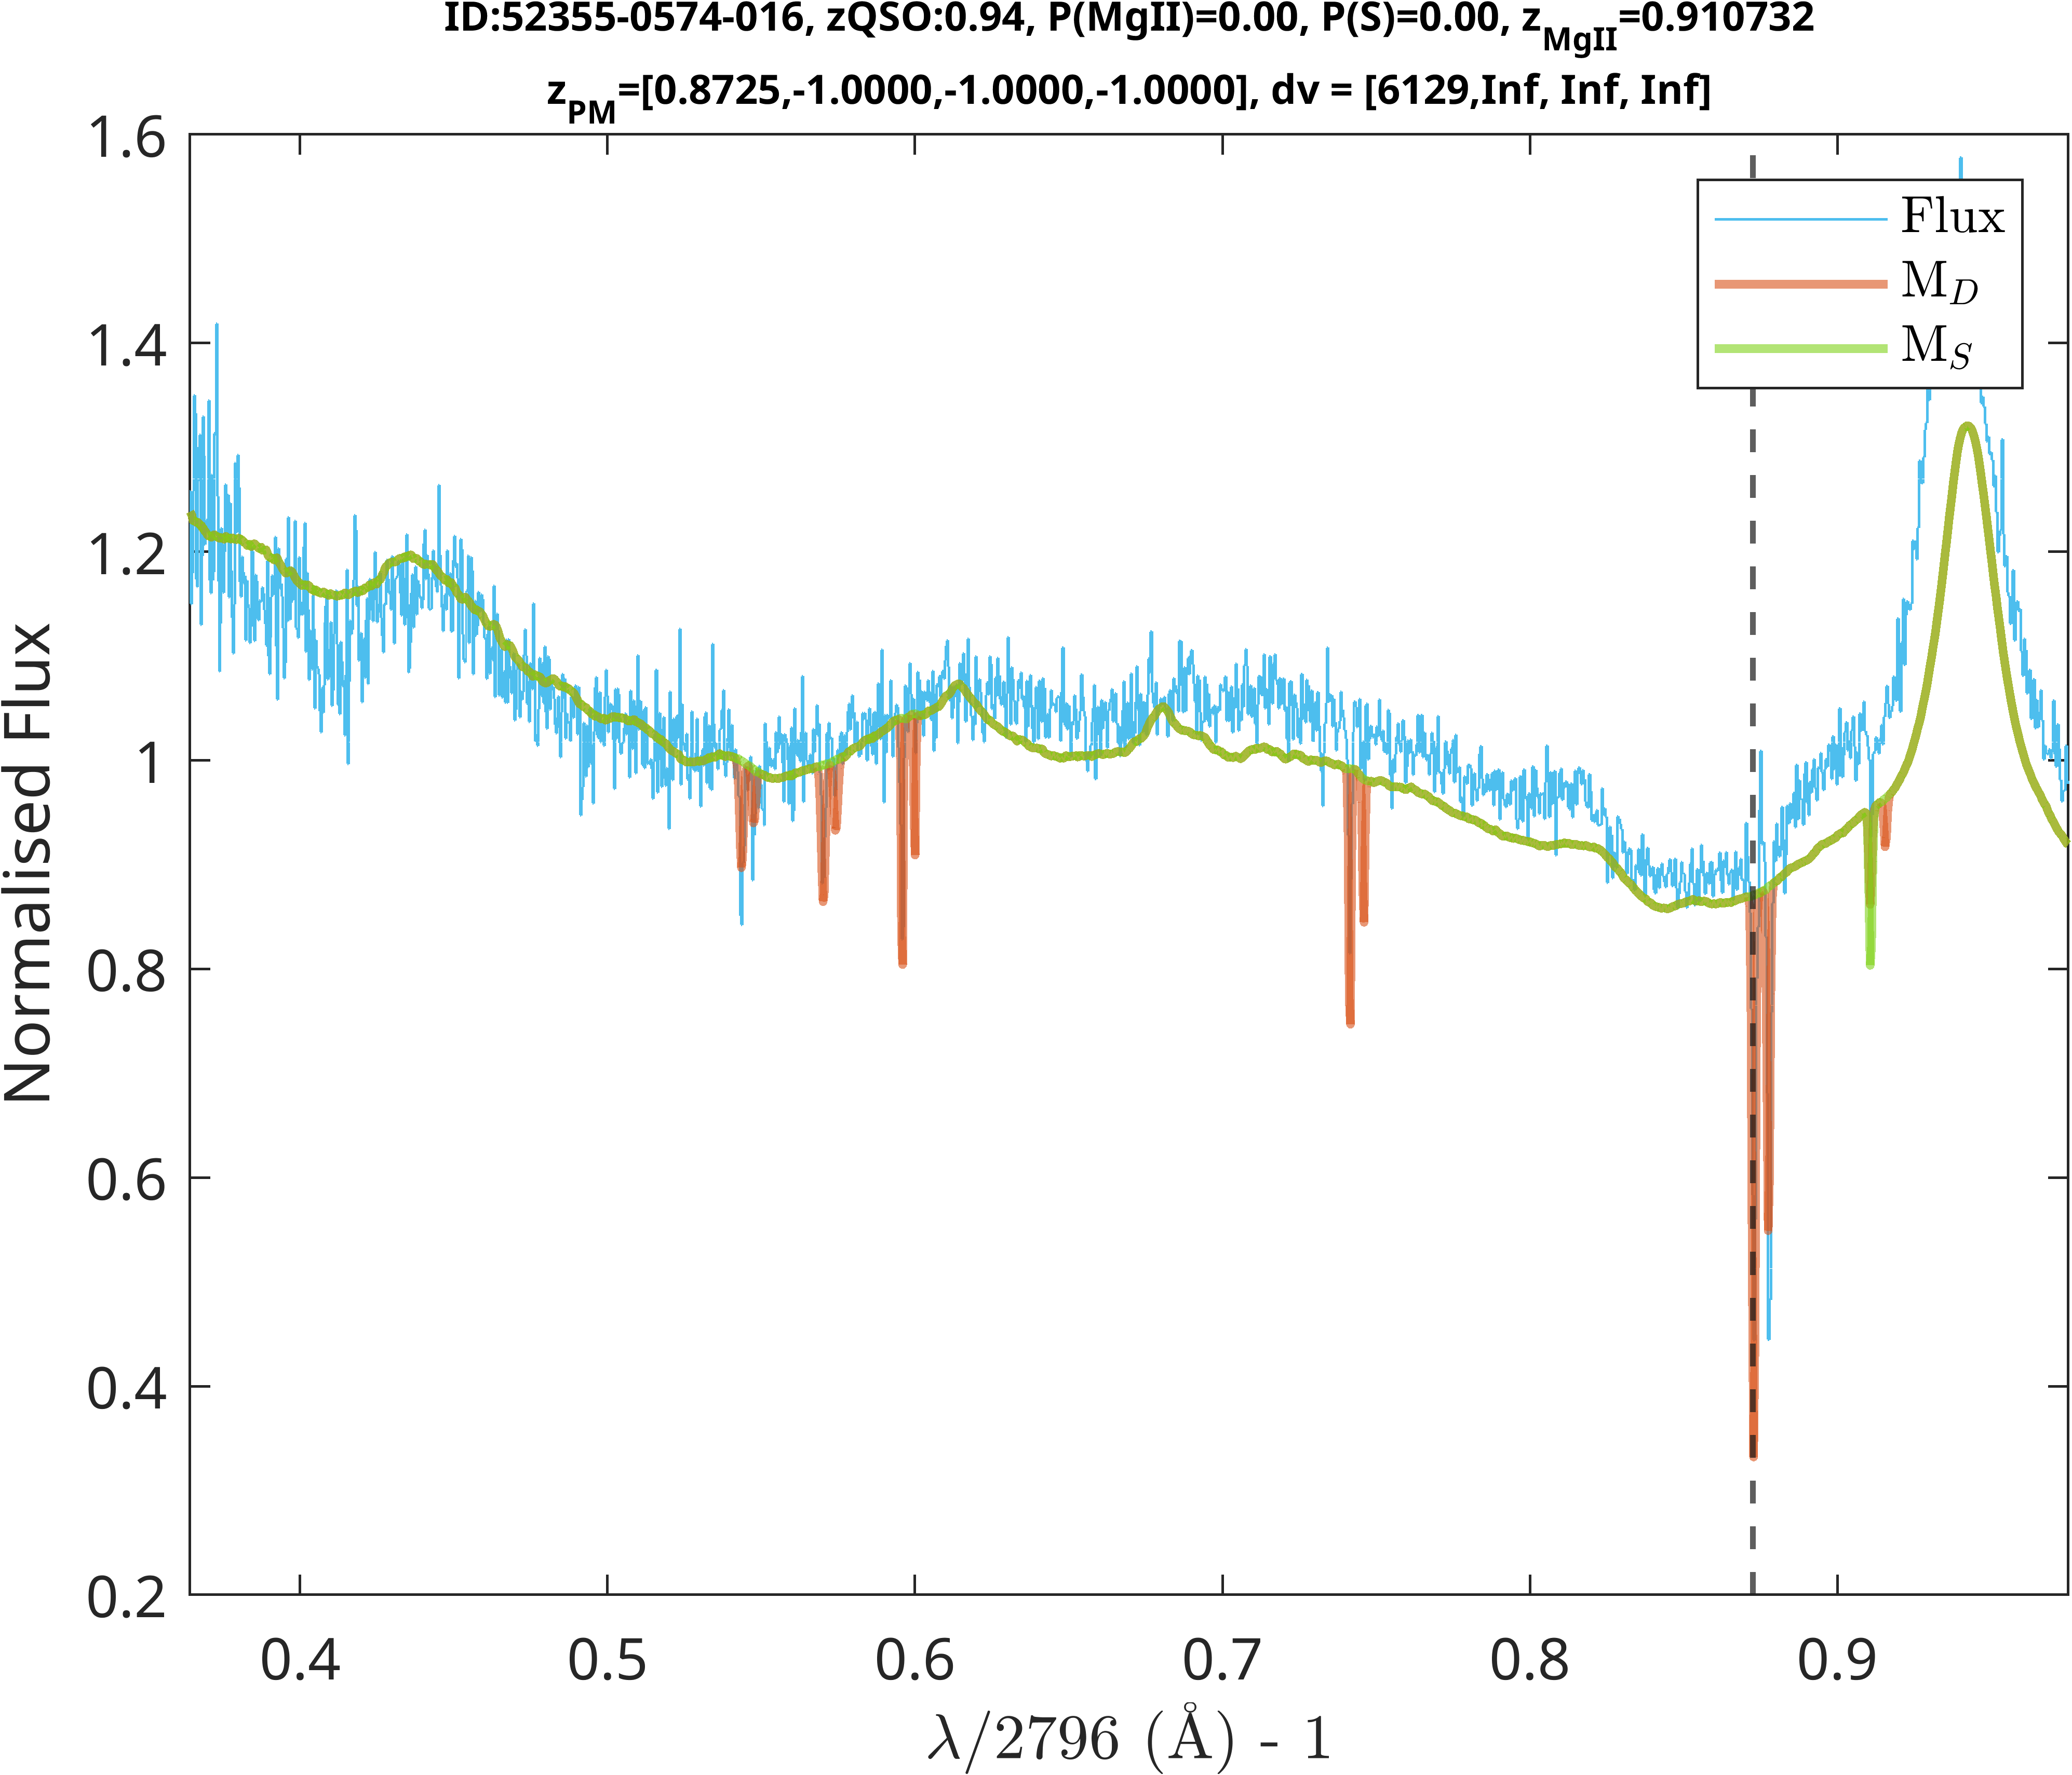 ID:52355-0574-016, zQSO:0.94, P(MgII)=0.00, P(S)=0.00, zMgII=0.910732
zPM=[0.8725,-1.0000,-1.0000,-1.0000], dv = [6129,Inf, Inf, Inf]
1.6
1.4
1.2
1
0.8
0.6
0.4
0.2
Normalised Flux
Flux
MD
MS
0.4 0.5 0.6 0.7 0.8 0.9
λ/2796 (Å) - 1